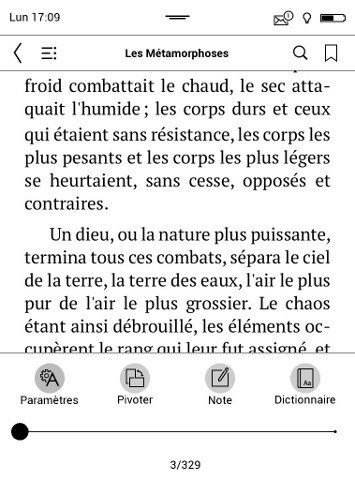 Lun 17:09
Les Métamorphoses
froid combattait le chaud, le sec atta-
quait l'humide ; les corps durs et ceux
qui étaient sans résistance, les corps les
plus pesants et les corps les plus légers
se heurtaient, sans cesse, opposés et
contraires.
Un dieu, ou la nature plus puissante,
termina tous ces combats, sépara le ciel
de la terre, la terre des eaux, l'air le plus
pur de l'air le plus grossier. Le chaos
étant ainsi débrouillé, les éléments oc-
cupèrent le rang qui leur fut assigné, et
Paramètres Pivoter Note Dictionnaire
3/329